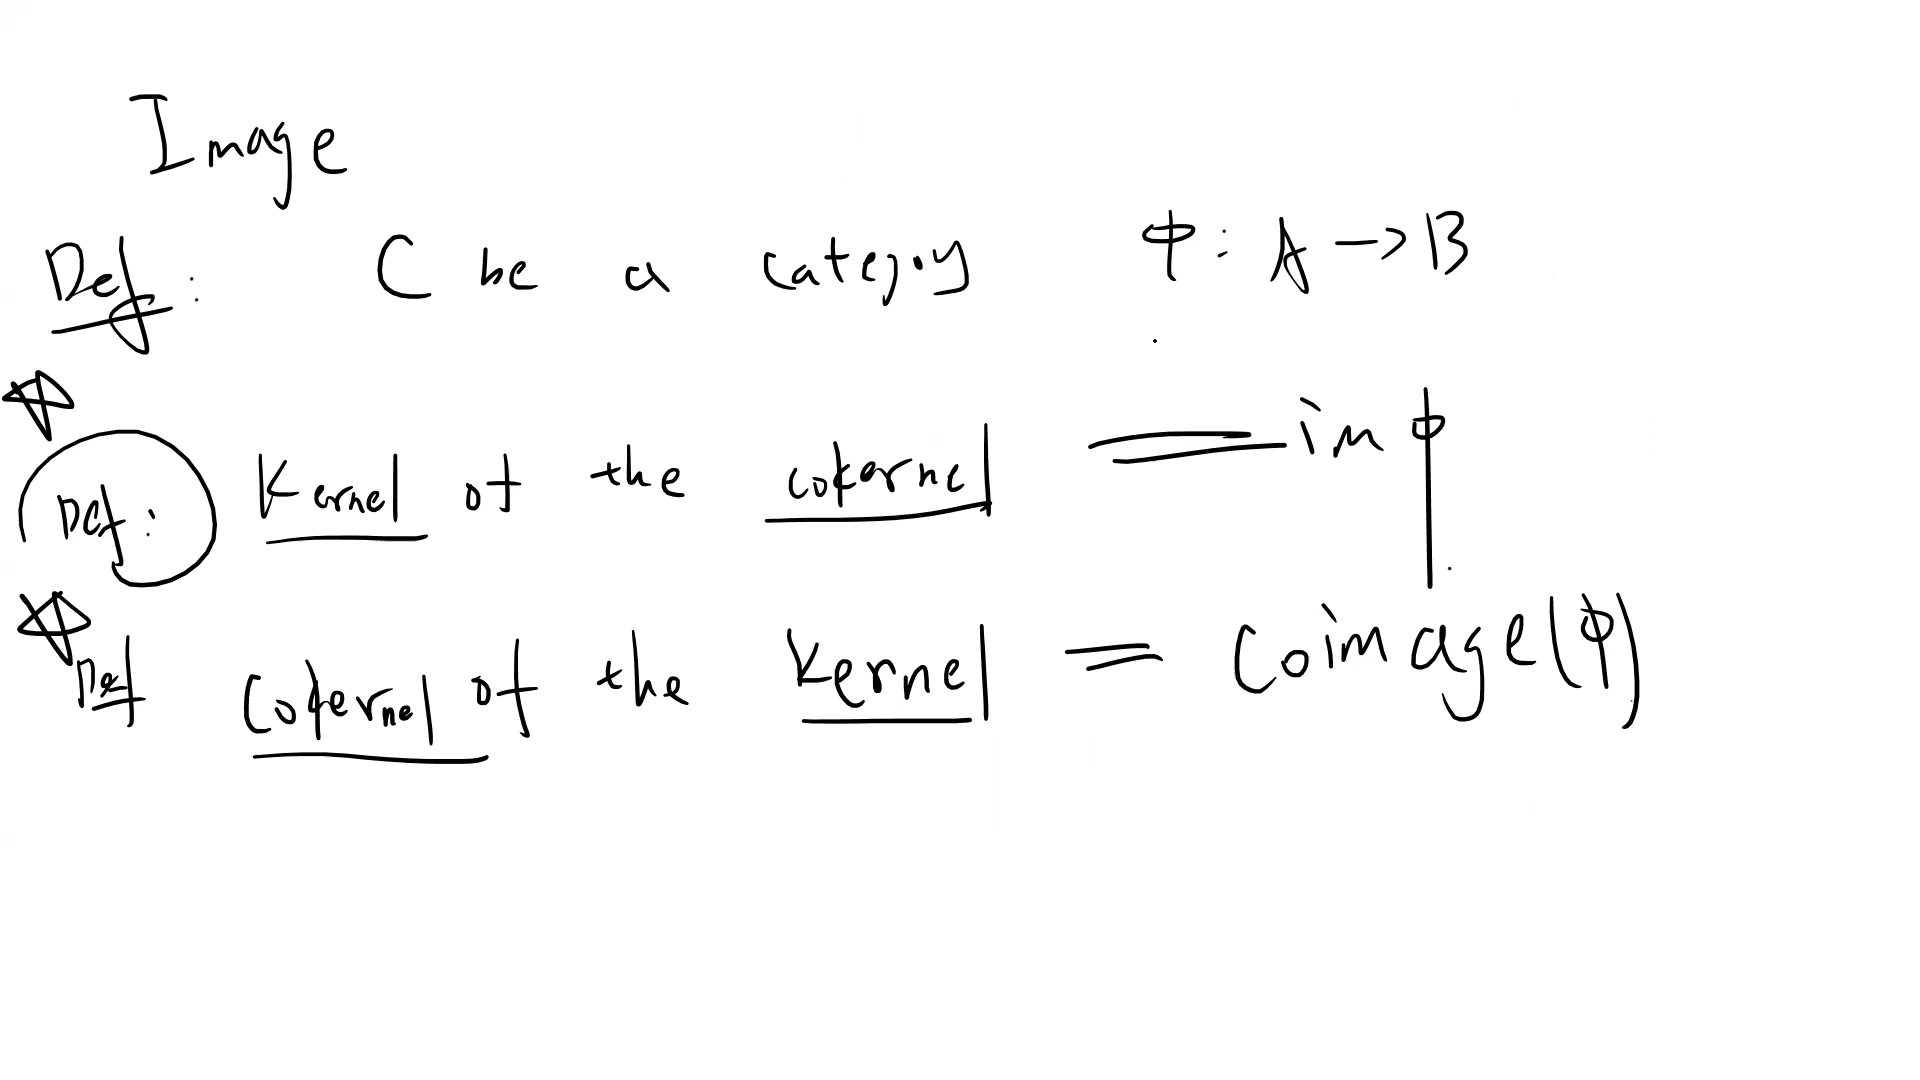 Image
Def: C be a category φ: A → B
Def: Kernel of the cokernel = im φ
Def Cokernel of the Kernel = Coimage(φ)